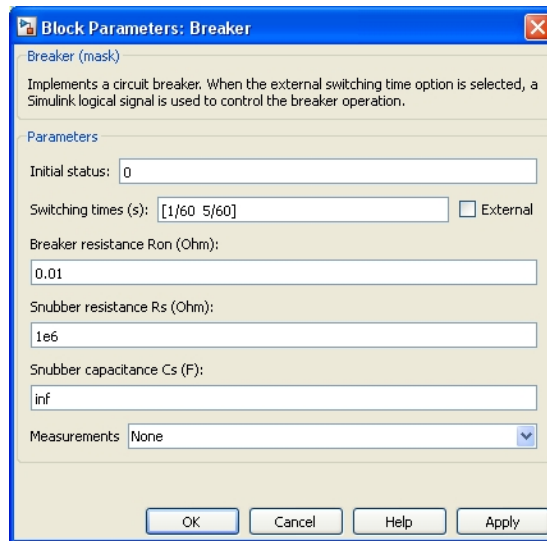 Block Parameters: Breaker
Breaker (mask)
Implements a circuit breaker. When the external switching time option is selected, a
Simulink logical signal is used to control the breaker operation.
Parameters
Initial status: 0
Switching times (s): [1/60 5/60] External
Breaker resistance Ron (Ohm):
0.01
Snubber resistance Rs (Ohm):
1e6
Snubber capacitance Cs (F):
inf
Measurements None
OK Cancel Help Apply